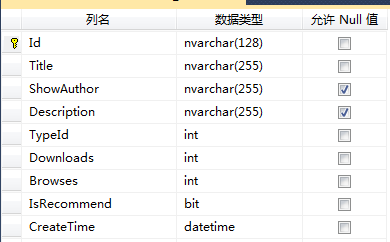 列名 数据类型 允许 Null 值
Id nvarchar(128)
Title nvarchar(255)
ShowAuthor nvarchar(255)
Description nvarchar(255)
TypeId int
Downloads int
Browses int
IsRecommend bit
CreateTime datetime